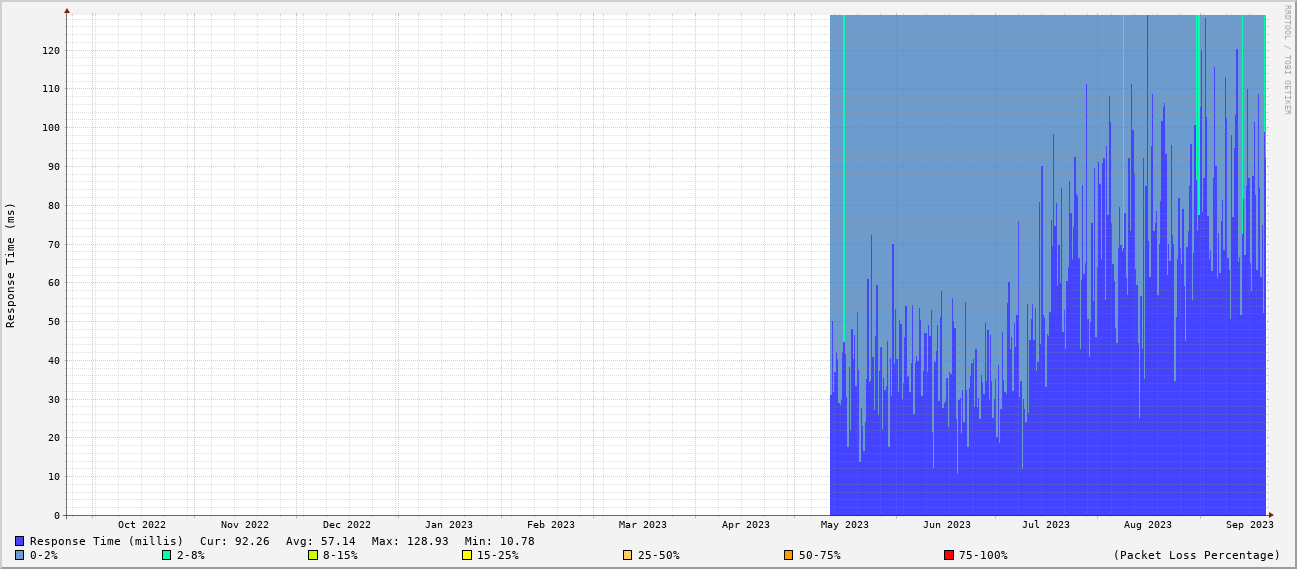 RRDTOOL / TOBI OETIKER
Response Time (ms)
120
110
100
90
80
70
60
50
40
30
20
10
0
Oct 2022 Nov 2022 Dec 2022 Jan 2023 Feb 2023 Mar 2023 Apr 2023 May 2023 Jun 2023 Jul 2023 Aug 2023 Sep 2023
Response Time (millis) Cur: 92.26 Avg: 57.14 Max: 128.93 Min: 10.78
0-2% 2-8% 8-15% 15-25% 25-50% 50-75% 75-100% (Packet Loss Percentage)